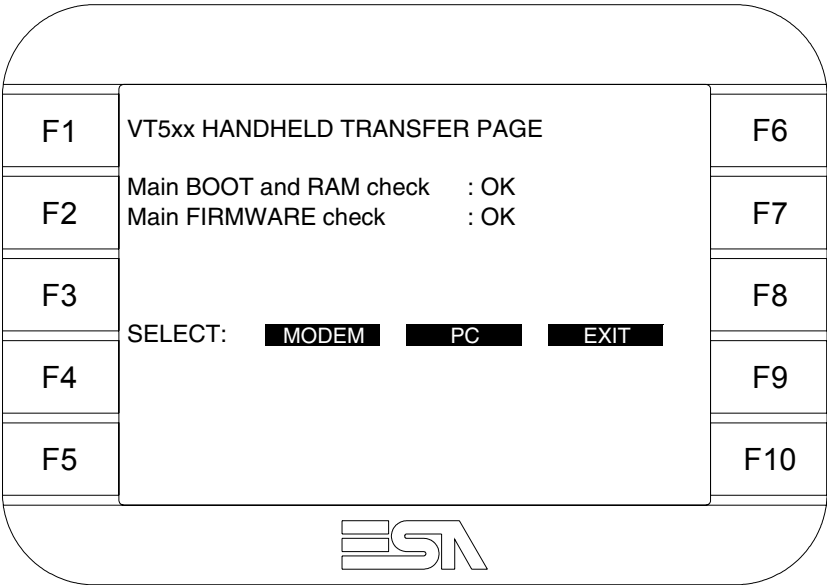 F1
F2
F3
F4
F5
VT5xx HANDHELD TRANSFER PAGE
Main BOOT and RAM check : OK
Main FIRMWARE check : OK
SELECT: MODEM PC EXIT
F6
F7
F8
F9
F10
ESA